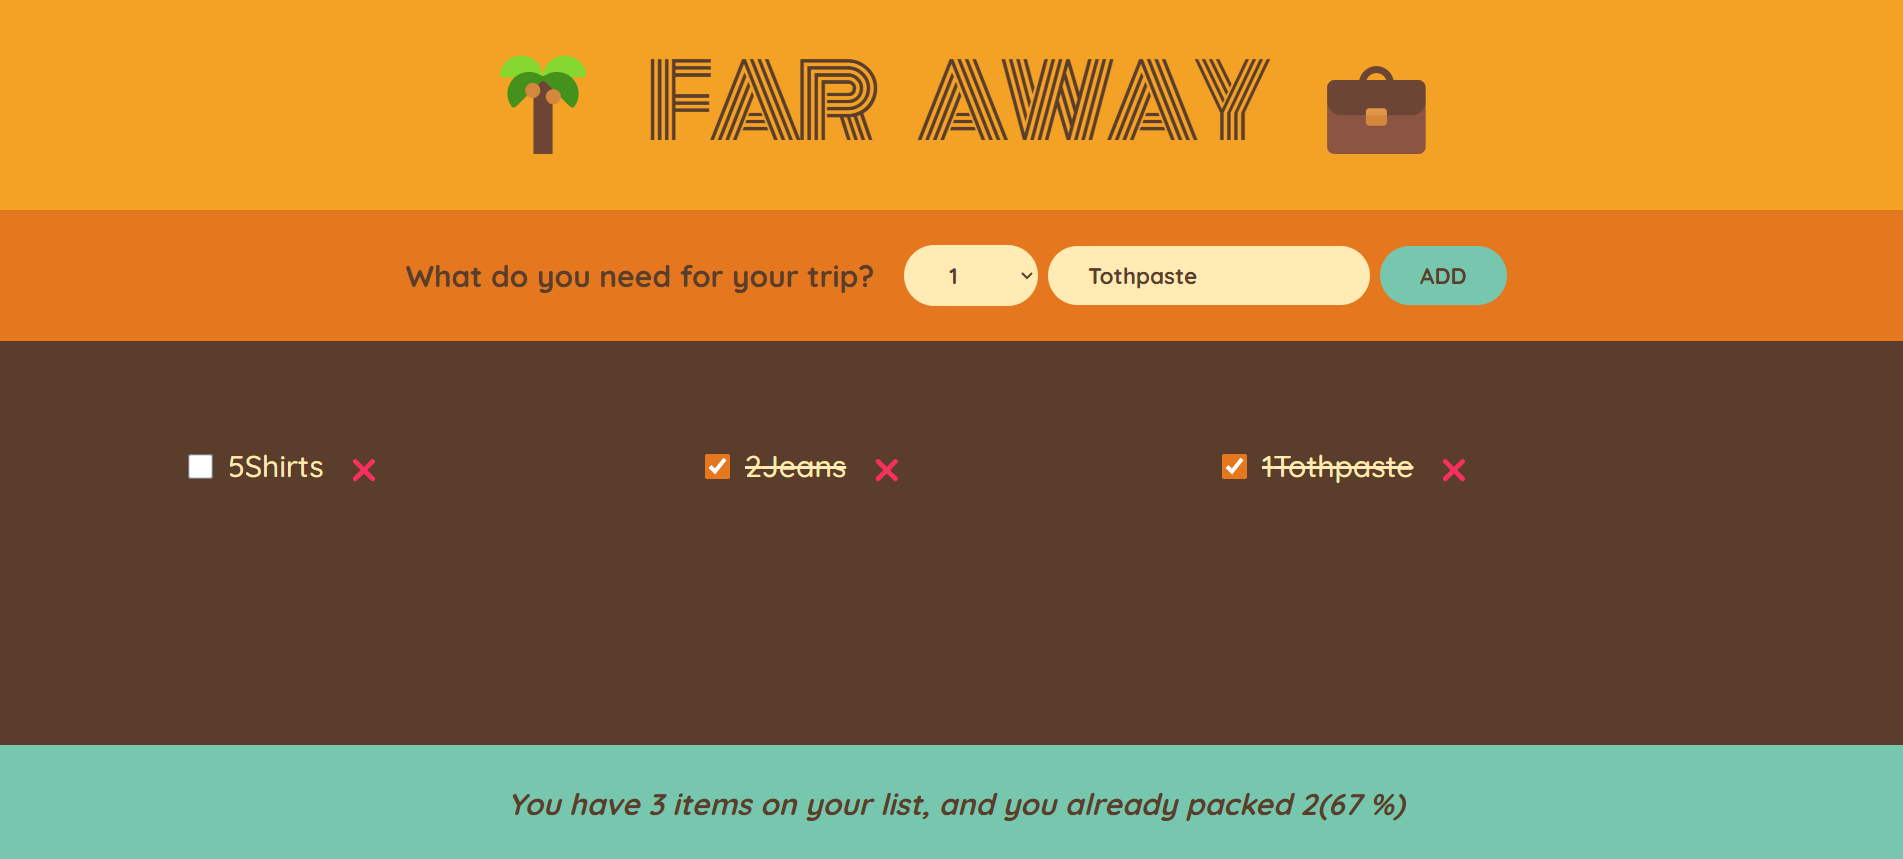 FAR AWAY
What do you need for your trip? 1 Tothpaste ADD
5Shirts 2Jeans 1Tothpaste
You have 3 items on your list, and you already packed 2(67 %)